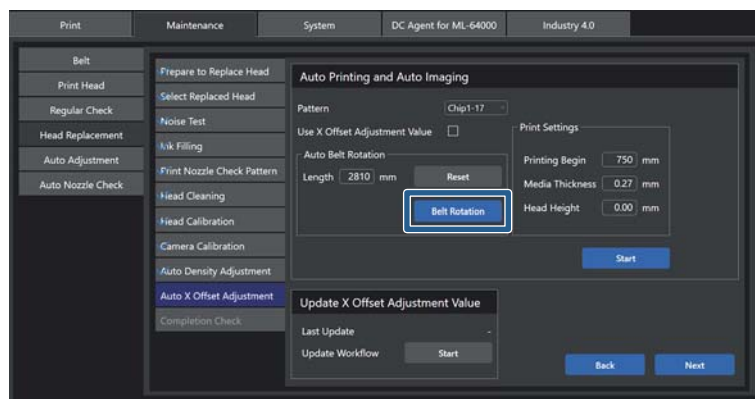 Print
Maintenance
System
DC Agent for ML-64000
Industry 4.0
Belt
Print Head
Regular Check
Head Replacement
Auto Adjustment
Auto Nozzle Check
Prepare to Replace Head
Select Replaced Head
Noise Test
Ink Filling
Print Nozzle Check Pattern
Head Cleaning
Head Calibration
Camera Calibration
Auto Density Adjustment
Auto X Offset Adjustment
Completion Check
Auto Printing and Auto Imaging
Pattern
Chip1-17
Use X Offset Adjustment Value
Auto Belt Rotation
Length 2810 mm
Reset
Belt Rotation
Print Settings
Printing Begin 750 mm
Media Thickness 0.27 mm
Head Height 0.00 mm
Start
Update X Offset Adjustment Value
Last Update -
Update Workflow Start
Back
Next